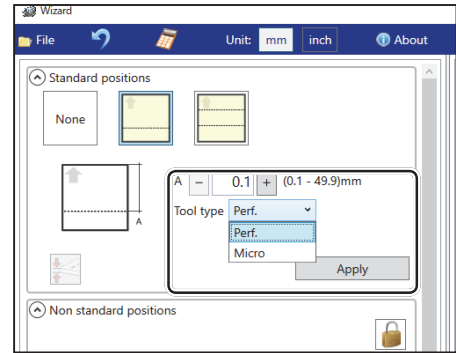 Wizard
File Unit: mm inch About
Standard positions
None
A
A − 0.1 + (0.1 - 49.9)mm
Tool type Perf.
Perf.
Micro
Apply
Non standard positions